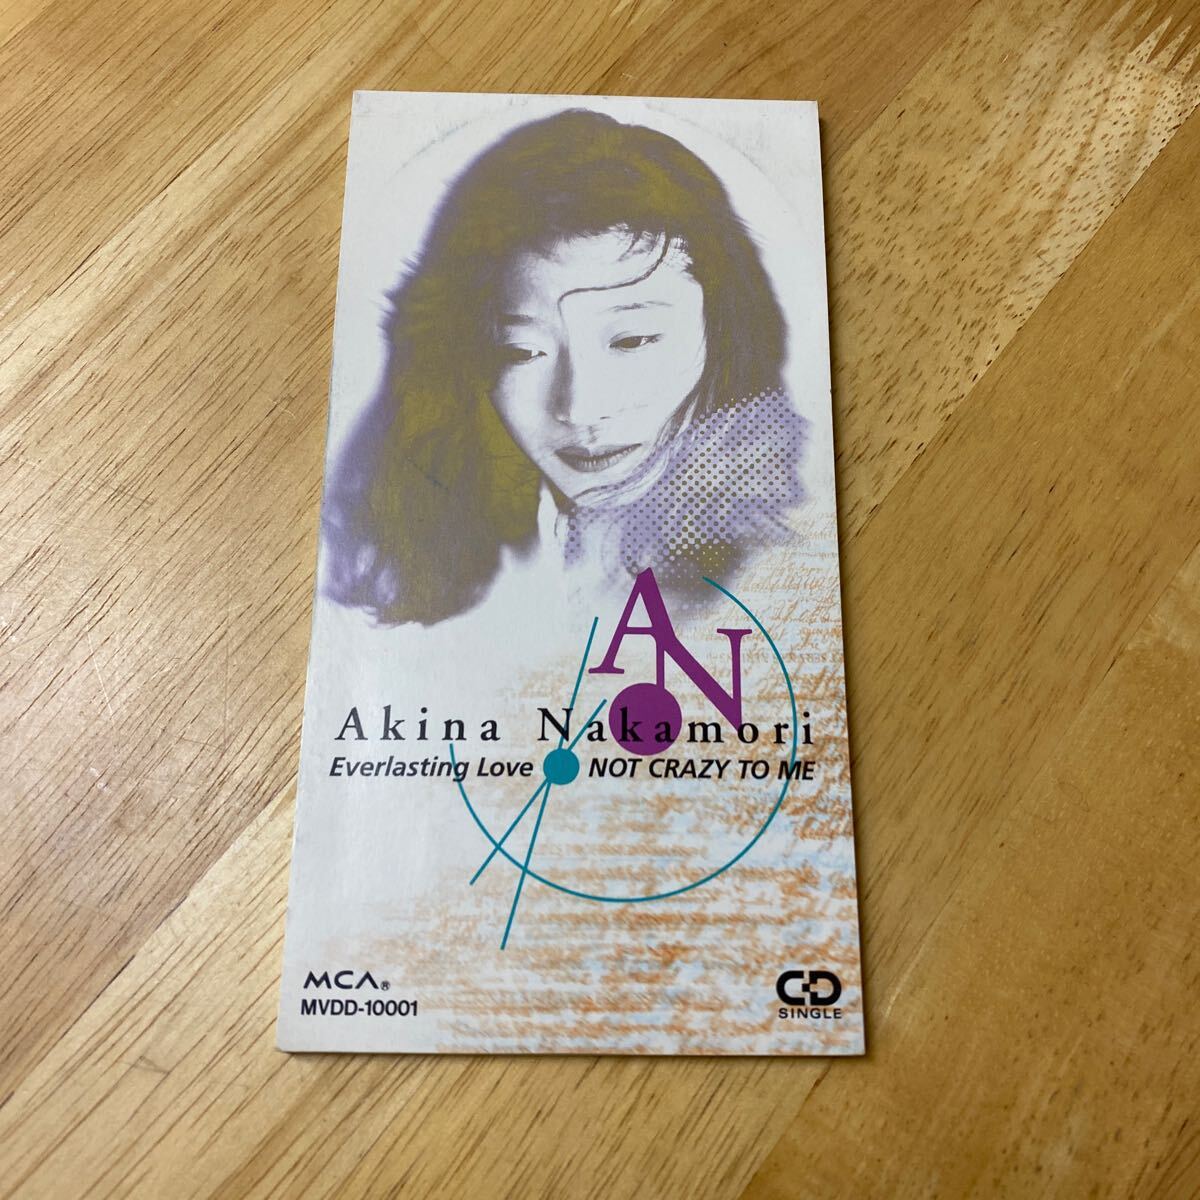 AN
Akina Nakamori
Everlasting Love NOT CRAZY TO ME
MCA®
MVDD-10001
CD
SINGLE